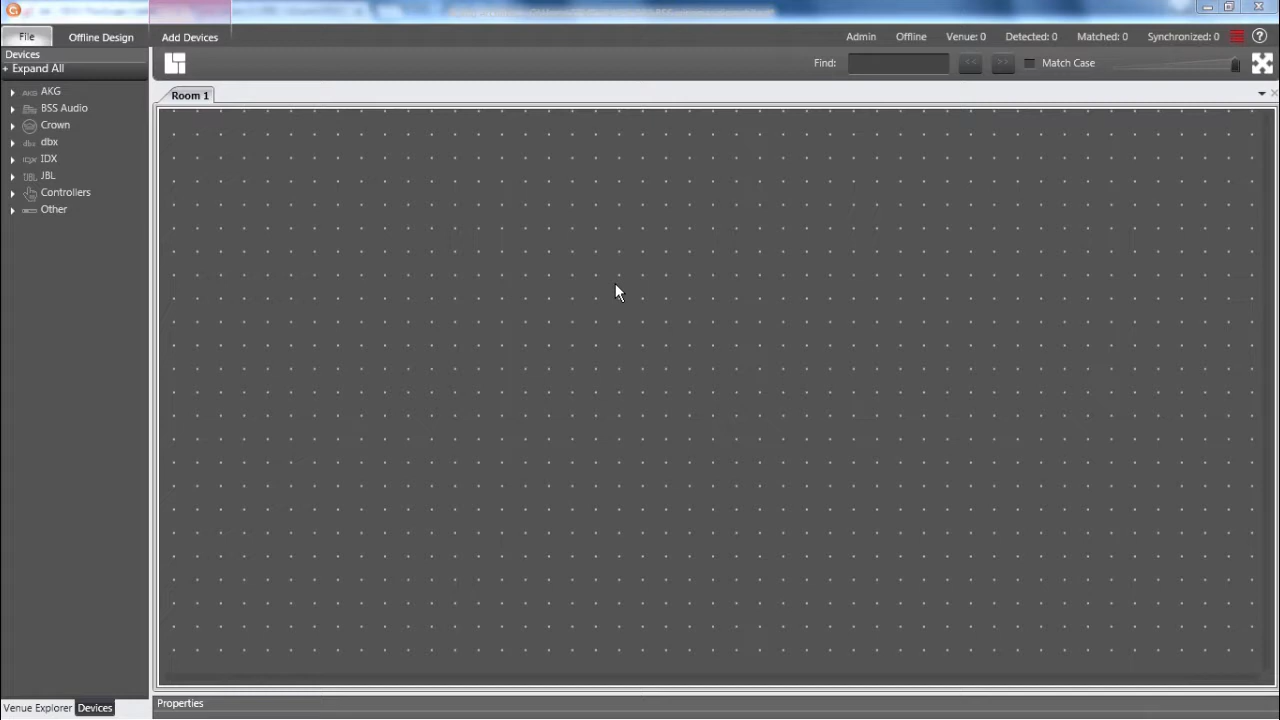 File
Offline Design
Add Devices
Admin
Offline
Venue: 0
Detected: 0
Matched: 0
Synchronized: 0
?
Devices
+ Expand All
Find:
<<
>>
Match Case
Room 1
AKG
BSS Audio
Crown
dbx
IDX
JBL
Controllers
Other
Venue Explorer
Devices
Properties